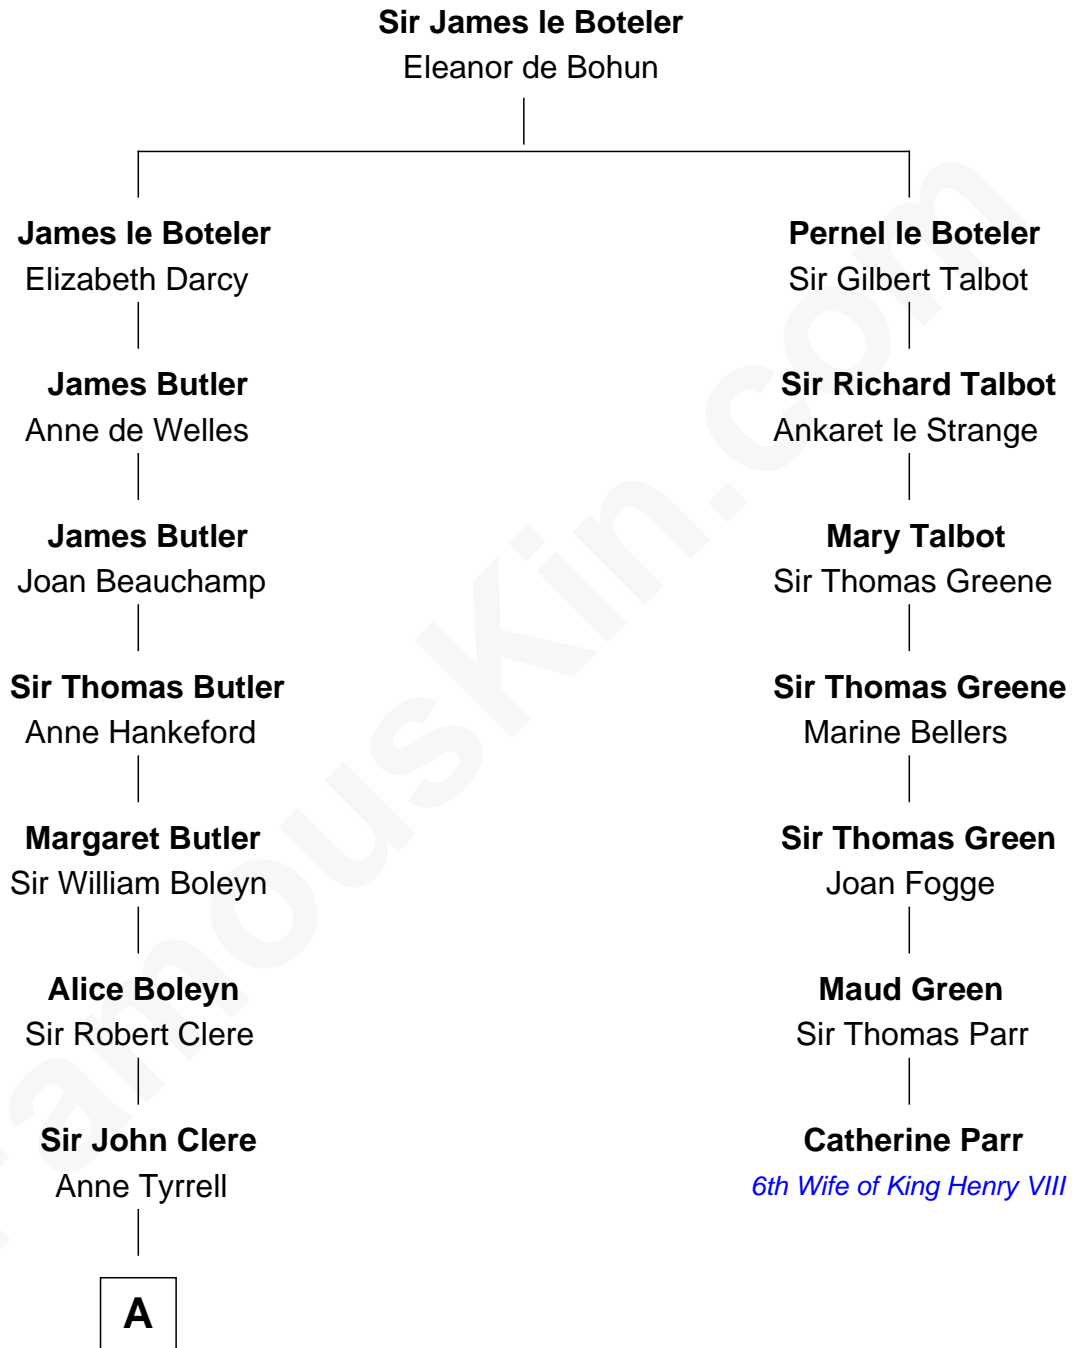 Sir James le Boteler
Eleanor de Bohun
James le Boteler
Elizabeth Darcy
James Butler
Anne de Welles
James Butler
Joan Beauchamp
Sir Thomas Butler
Anne Hankeford
Margaret Butler
Sir William Boleyn
Alice Boleyn
Sir Robert Clere
Sir John Clere
Anne Tyrrell
A
Pernel le Boteler
Sir Gilbert Talbot
Sir Richard Talbot
Ankaret le Strange
Mary Talbot
Sir Thomas Greene
Sir Thomas Greene
Marine Bellers
Sir Thomas Green
Joan Fogge
Maud Green
Sir Thomas Parr
Catherine Parr
6th Wife of King Henry VIII
FamousKin.com